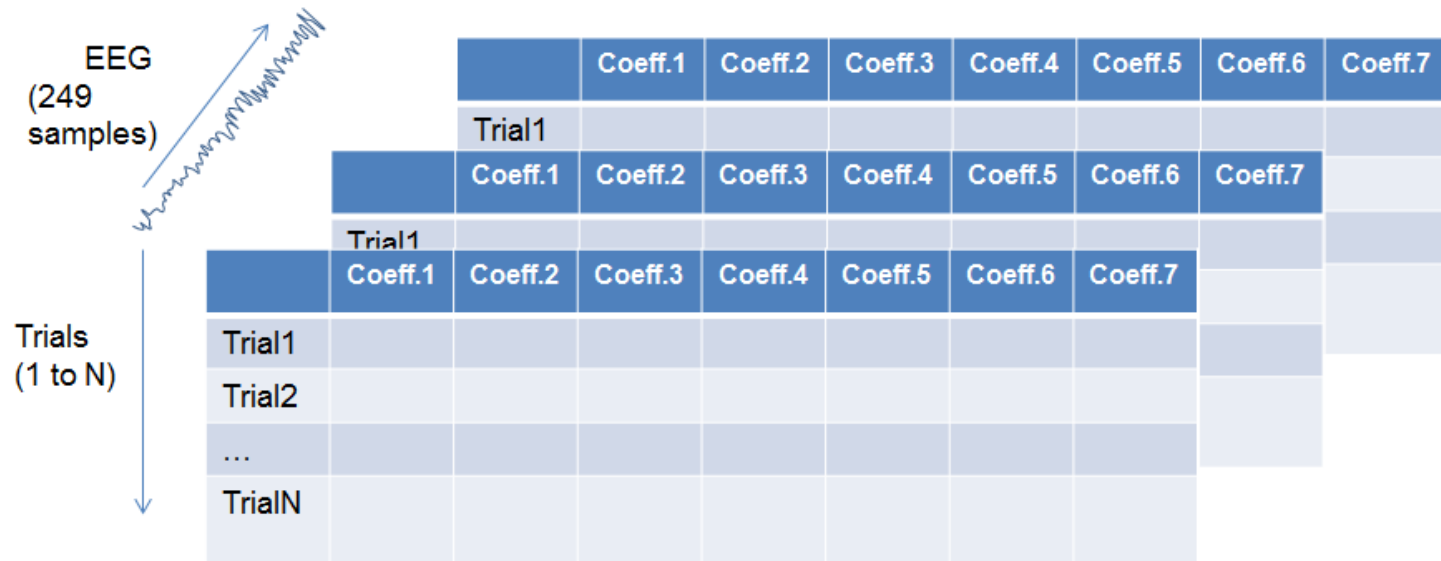 EEG
(249
samples)
Coeff.1 Coeff.2 Coeff.3 Coeff.4 Coeff.5 Coeff.6 Coeff.7
Trial1
Coeff.1 Coeff.2 Coeff.3 Coeff.4 Coeff.5 Coeff.6 Coeff.7
Trial1
Coeff.1 Coeff.2 Coeff.3 Coeff.4 Coeff.5 Coeff.6 Coeff.7
Trials
(1 to N)
Trial1
Trial2
...
TrialN